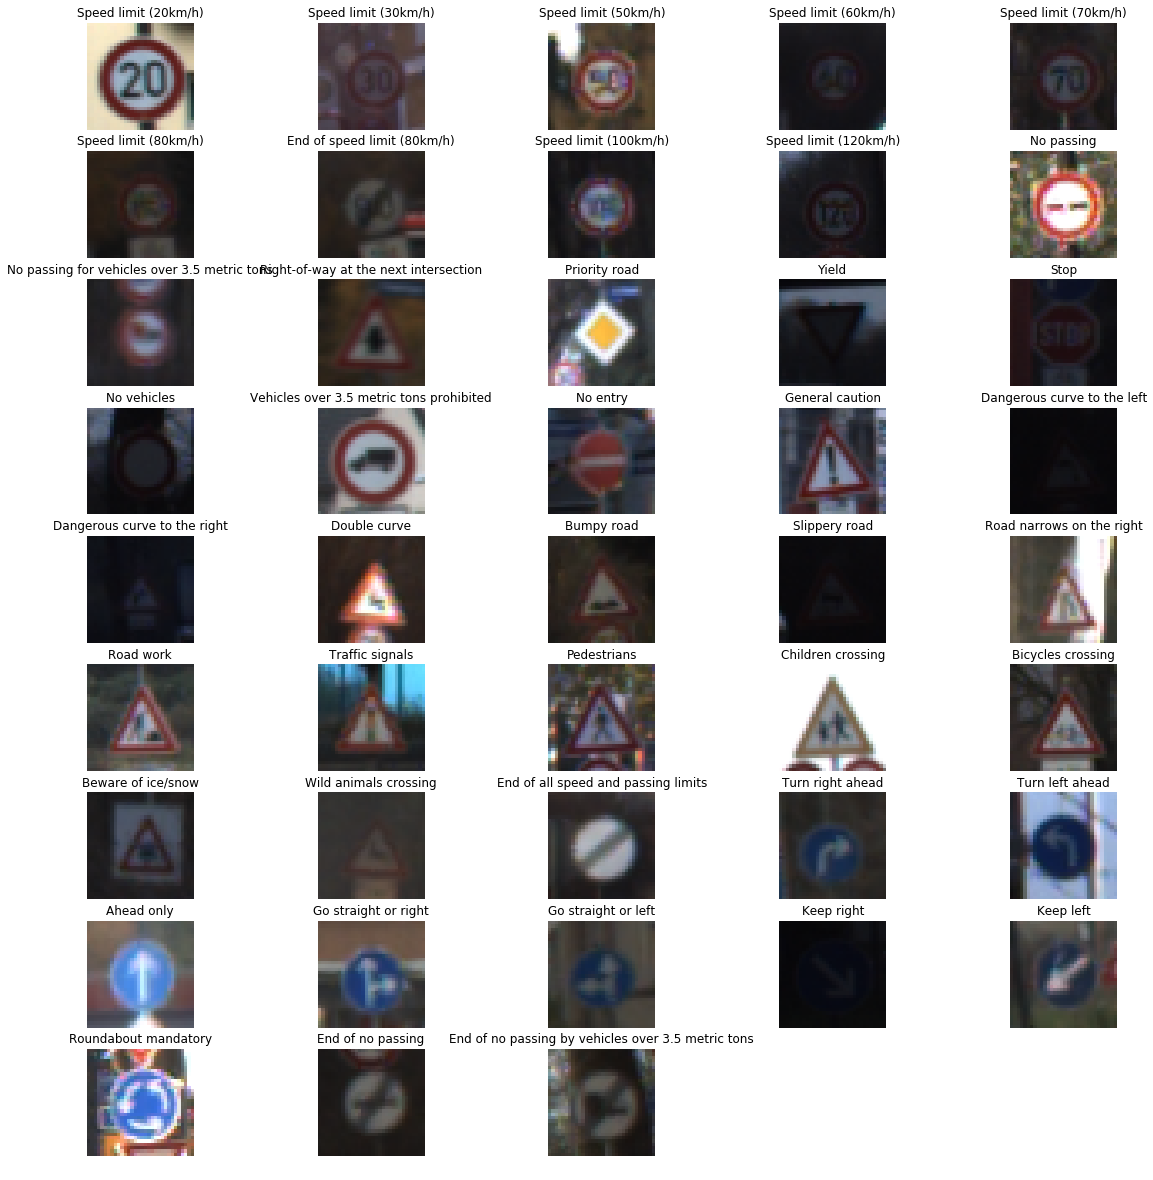 Speed limit (20km/h)
Speed limit (30km/h)
Speed limit (50km/h)
Speed limit (60km/h)
Speed limit (70km/h)
20
30
50
60
70
Speed limit (80km/h)
End of speed limit (80km/h)
Speed limit (100km/h)
Speed limit (120km/h)
No passing
120
No passing for vehicles over 3.5 metric tons
Right-of-way at the next intersection
Priority road
Yield
Stop
STOP
No vehicles
Vehicles over 3.5 metric tons prohibited
No entry
General caution
Dangerous curve to the left
Dangerous curve to the right
Double curve
Bumpy road
Slippery road
Road narrows on the right
Road work
Traffic signals
Pedestrians
Children crossing
Bicycles crossing
Beware of ice/snow
Wild animals crossing
End of all speed and passing limits
Turn right ahead
Turn left ahead
Ahead only
Go straight or right
Go straight or left
Keep right
Keep left
Roundabout mandatory
End of no passing
End of no passing by vehicles over 3.5 metric tons